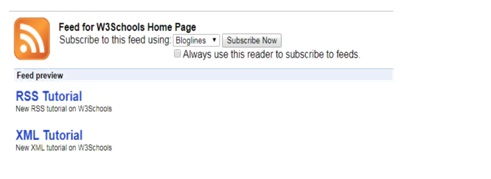 Feed for W3Schools Home Page
Subscribe to this feed using: Bloglines Subscribe Now
Always use this reader to subscribe to feeds.
Feed preview
RSS Tutorial
New RSS tutorial on W3Schools
XML Tutorial
New XML tutorial on W3Schools